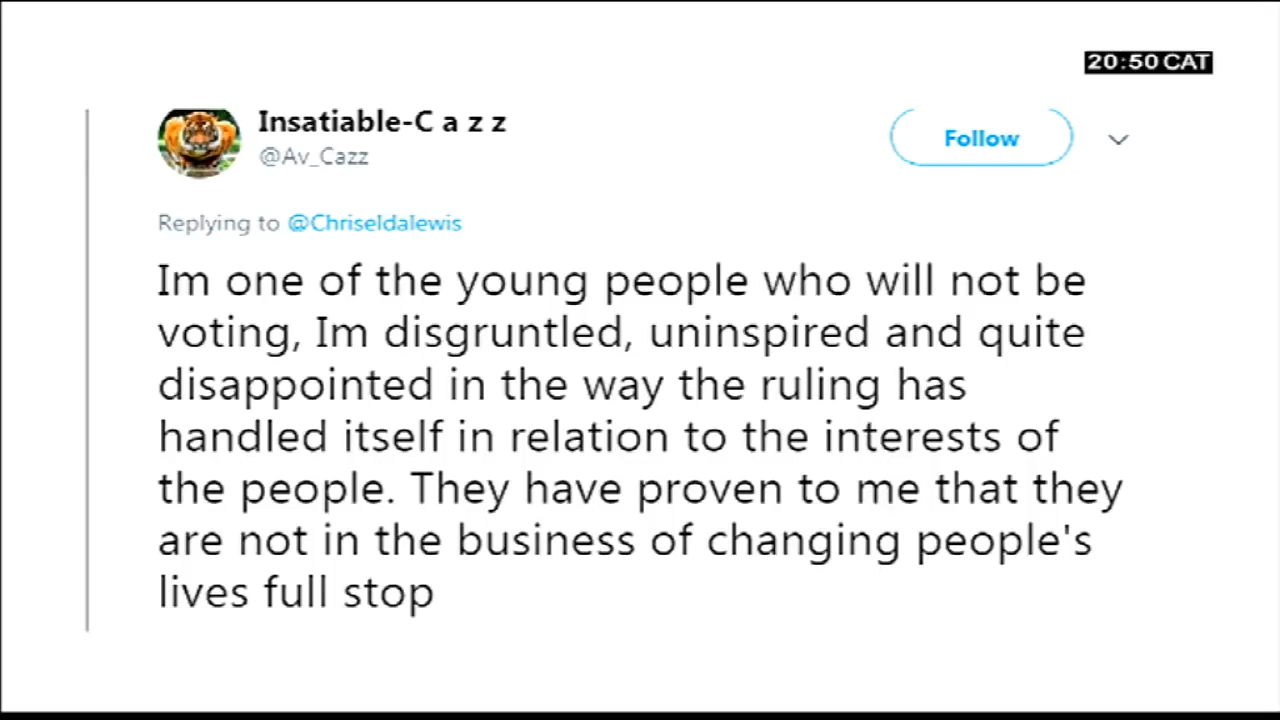 20:50 CAT
Insatiable-C a z z
@Av_Cazz
Follow
Replying to @Chriseldalewis
Im one of the young people who will not be
voting, Im disgruntled, uninspired and quite
disappointed in the way the ruling has
handled itself in relation to the interests of
the people. They have proven to me that they
are not in the business of changing people's
lives full stop